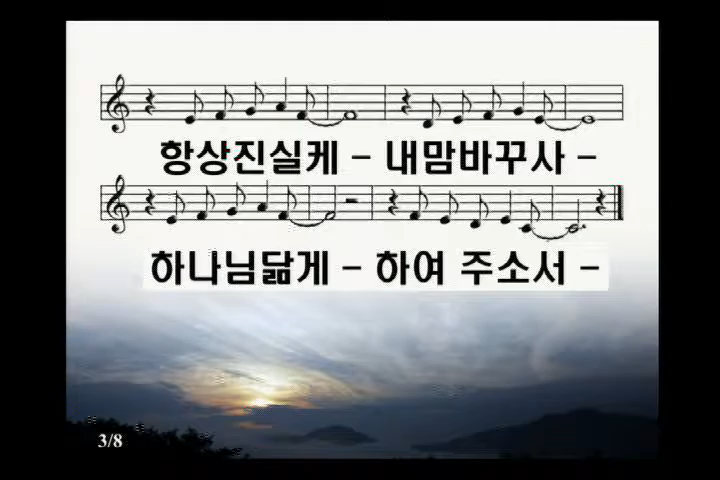 항상진실케 – 내맘바꾸사 –
하나님닮게 – 하여 주소서 –
3/8